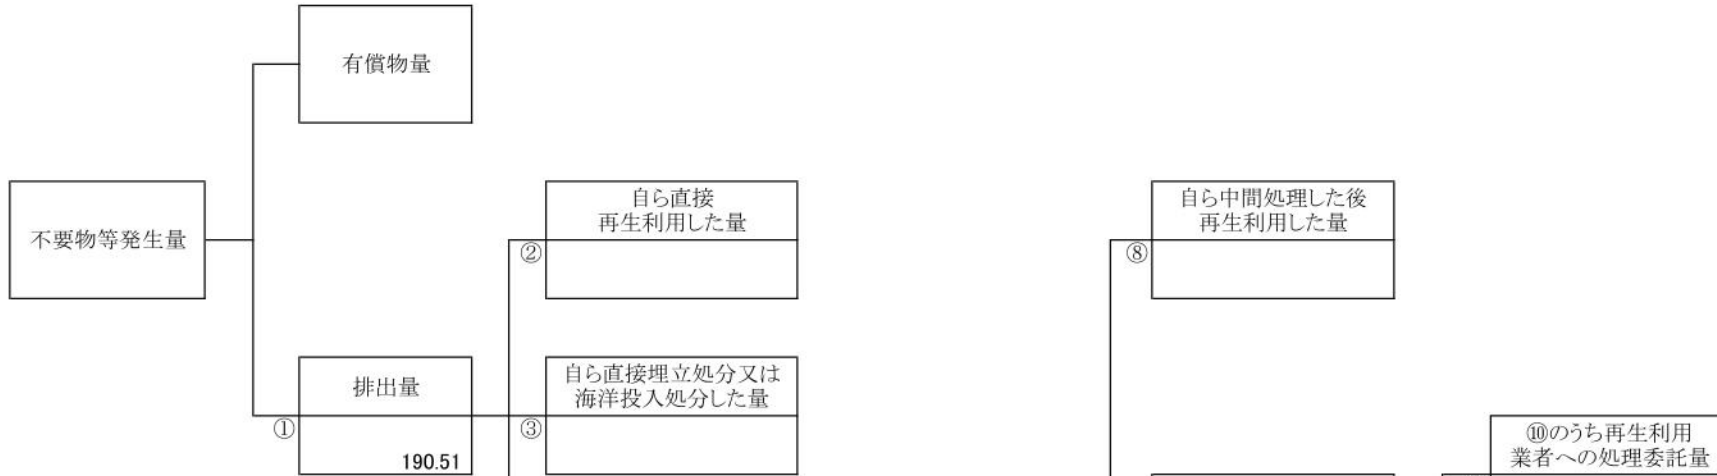 有償物量
不要物等発生量
自ら直接
再生利用した量
②
自ら中間処理した後
再生利用した量
⑧
排出量
①
190.51
自ら直接埋立処分又は
海洋投入処分した量
③
⑩のうち再生利用
業者への処理委託量